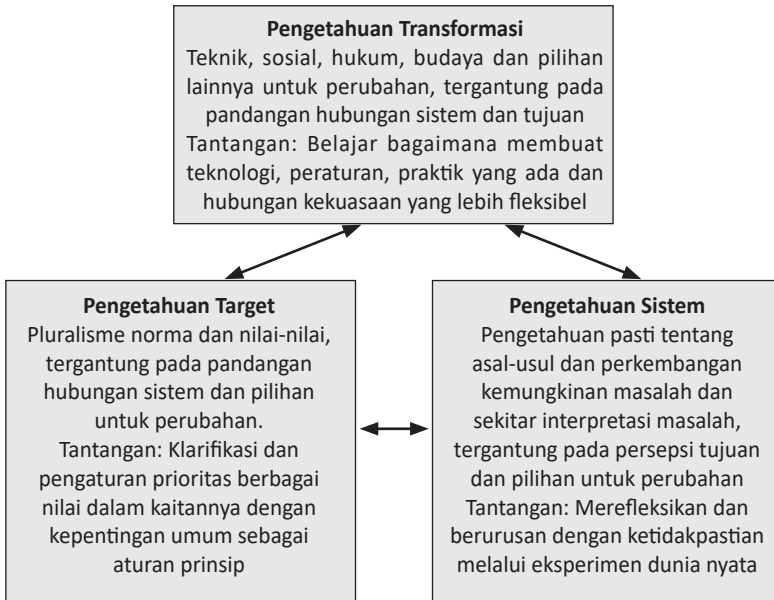 Pengetahuan Transformasi
Teknik, sosial, hukum, budaya dan pilihan
lainnya untuk perubahan, tergantung pada
pandangan hubungan sistem dan tujuan
Tantangan: Belajar bagaimana membuat
teknologi, peraturan, praktik yang ada dan
hubungan kekuasaan yang lebih fleksibel
Pengetahuan Target
Pluralisme norma dan nilai-nilai,
tergantung pada pandangan
hubungan sistem dan pilihan
untuk perubahan.
Tantangan: Klarifikasi dan
pengaturan prioritas berbagai
nilai dalam kaitannya dengan
kepentingan umum sebagai
aturan prinsip
Pengetahuan Sistem
Pengetahuan pasti tentang
asal-usul dan perkembangan
kemungkinan masalah dan
sekitar interpretasi masalah,
tergantung pada persepsi tujuan
dan pilihan untuk perubahan
Tantangan: Merefleksikan dan
berurusan dengan ketidakpastian
melalui eksperimen dunia nyata